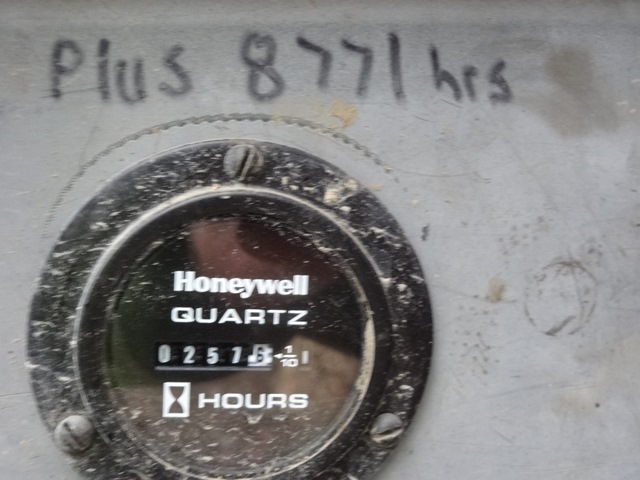 Plus 8771 hrs
Honeywell
QUARTZ
0257 1/10
HOURS